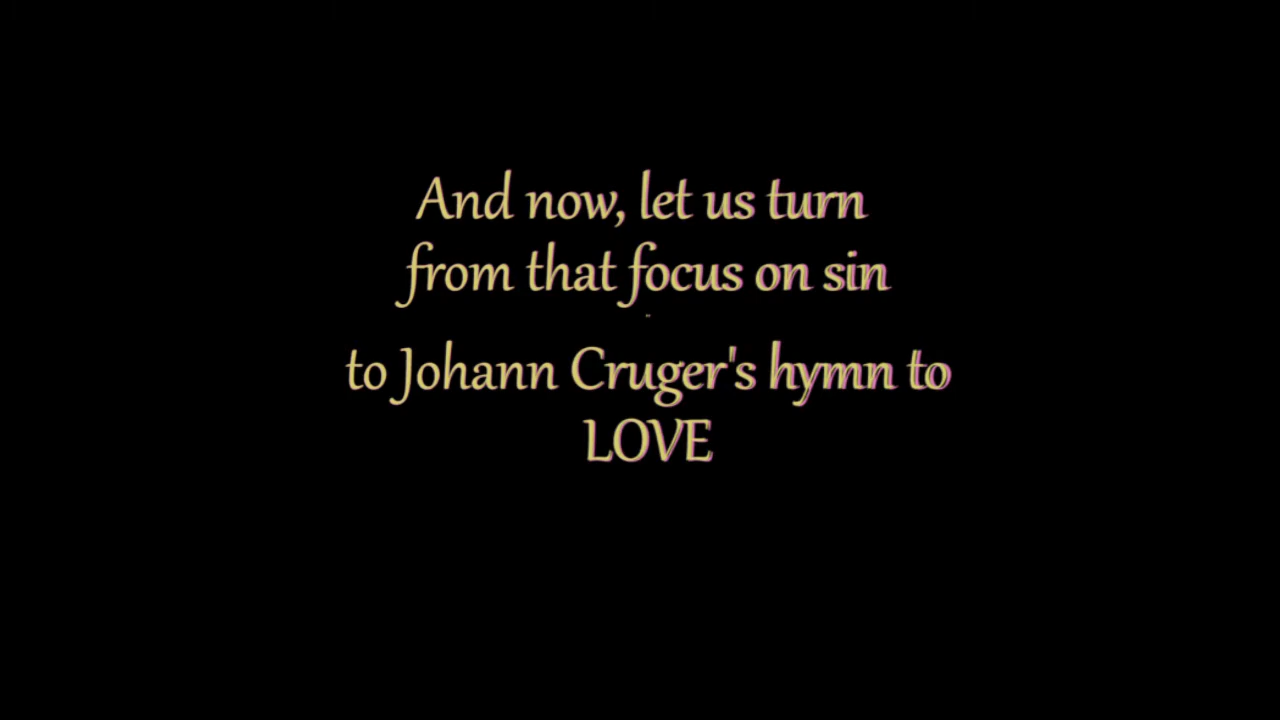 And now, let us turn
from that focus on sin
to Johann Cruger's hymn to
LOVE